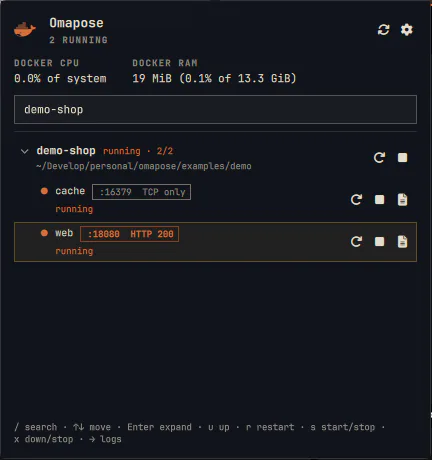 Omapose
2 RUNNING
DOCKER CPU DOCKER RAM
0.0% of system 19 MiB (0.1% of 13.3 GiB)
demo-shop
demo-shop running · 2/2
~/Develop/personal/omapose/examples/demo
cache :16379 TCP only
running
web :18080 HTTP 200
running
/ search · ↑↓ move · Enter expand · u up · r restart · s start/stop ·
x down/stop · → logs